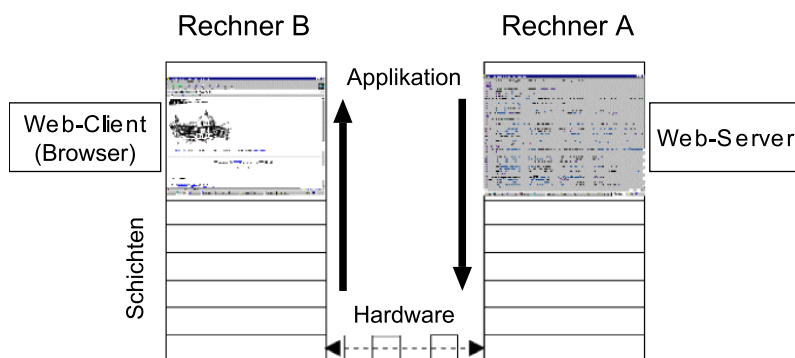 Rechner B
Rechner A
Applikation
Web-Client
(Browser)
Web-Server
Schichten
Hardware